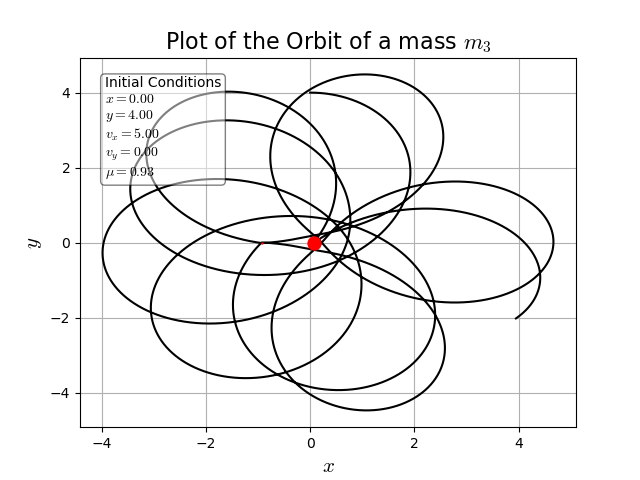 Plot of the Orbit of a mass m₃
Initial Conditions
x = 0.00
y = 4.00
vₓ = 5.00
v_y = 0.00
μ = 0.93
y
4
2
0
−2
−4
−4 −2 0 2 4
x